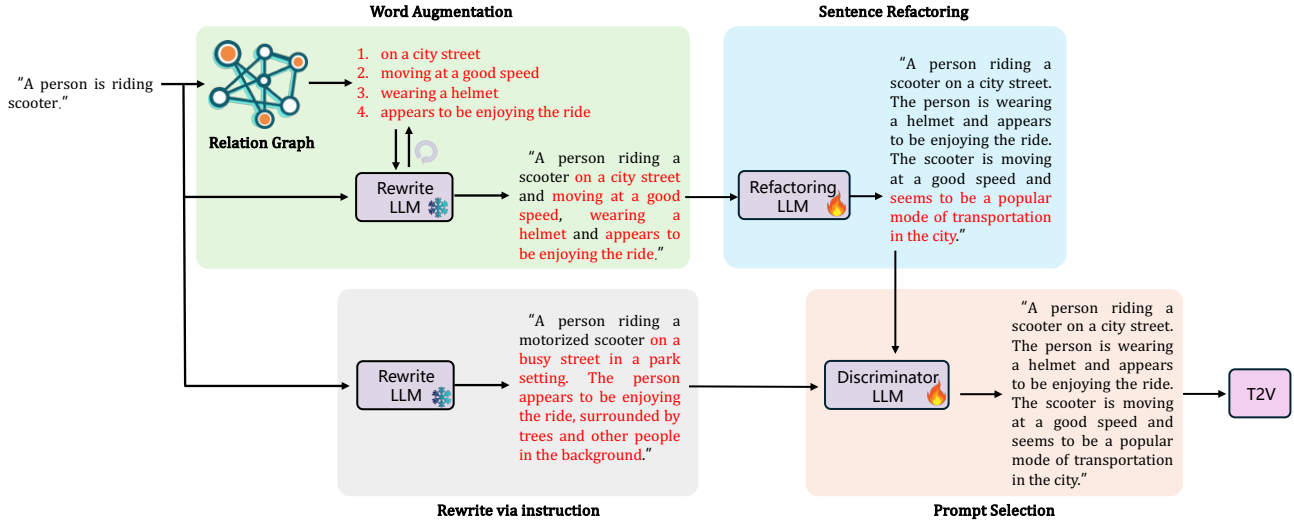 Word Augmentation
Sentence Refactoring
"A person is riding
scooter."
Relation Graph
1. on a city street
2. moving at a good speed
3. wearing a helmet
4. appears to be enjoying the ride
Rewrite
LLM
"A person riding a
scooter on a city street
and moving at a good
speed, wearing a
helmet and appears to
be enjoying the ride."
Refactoring
LLM
"A person riding a
scooter on a city street.
The person is wearing
a helmet and appears
to be enjoying the ride.
The scooter is moving
at a good speed and
seems to be a popular
mode of transportation
in the city."
Rewrite
LLM
"A person riding a
motorized scooter on a
busy street in a park
setting. The person
appears to be enjoying
the ride, surrounded by
trees and other people
in the background."
Discriminator
LLM
"A person riding a
scooter on a city street.
The person is wearing
a helmet and appears
to be enjoying the ride.
The scooter is moving
at a good speed and
seems to be a popular
mode of transportation
in the city."
T2V
Rewrite via instruction
Prompt Selection